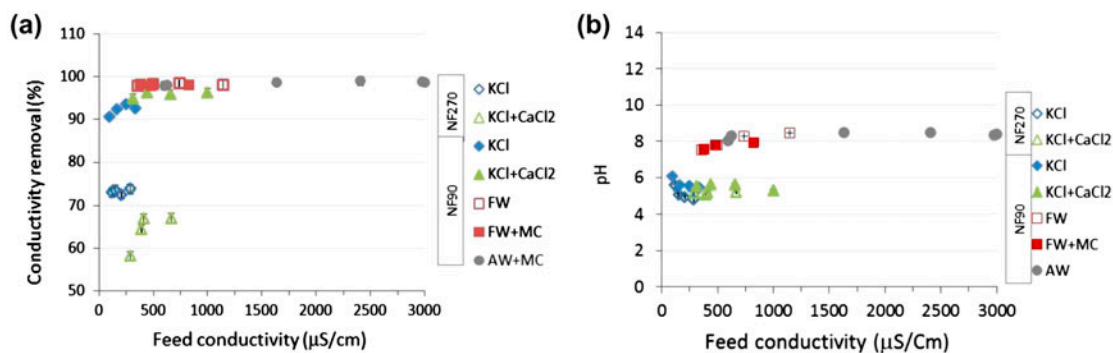 (a)
110
100
90
80
70
60
50
Conductivity removal(%)
0
500
1000
1500
2000
2500
3000
Feed conductivity (μS/cm)
NF270
NF90
KCl
KCl+CaCl2
KCl
KCl+CaCl2
FW
FW+MC
AW+MC
(b)
14
12
10
8
6
4
2
0
pH
0
500
1000
1500
2000
2500
3000
Feed conductivity (μS/Cm)
NF270
NF90
KCl
KCl+CaCl2
KCl
KCl+CaCl2
FW
FW+MC
AW